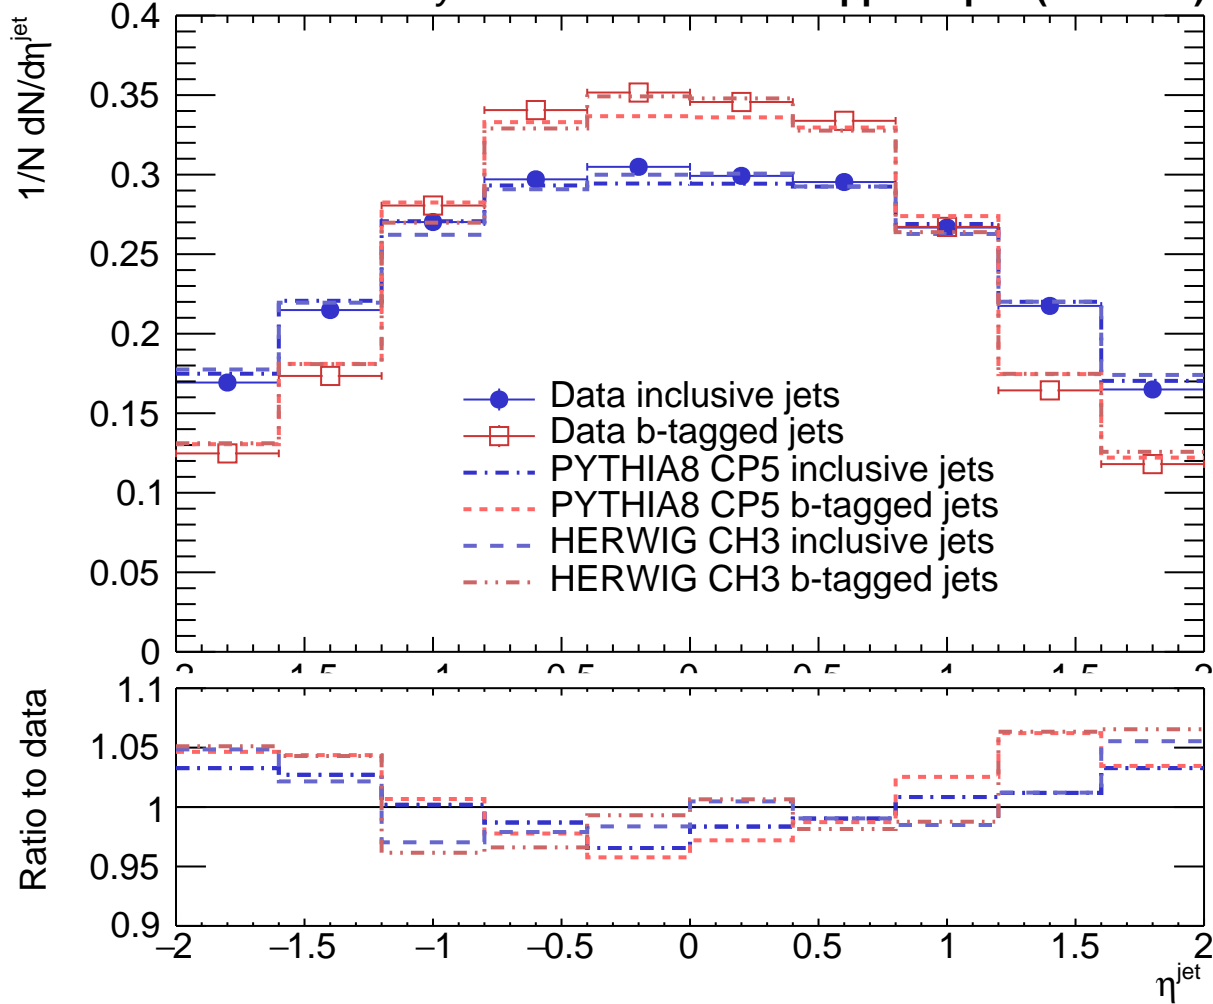 0.4
0.35
0.3
0.25
0.2
0.15
0.1
0.05
0
1/N dN/dη^jet
Data inclusive jets
Data b-tagged jets
PYTHIA8 CP5 inclusive jets
PYTHIA8 CP5 b-tagged jets
HERWIG CH3 inclusive jets
HERWIG CH3 b-tagged jets
1.1
1.05
1
0.95
0.9
Ratio to data
−2 −1.5 −1 −0.5 0 0.5 1 1.5 2
η^jet